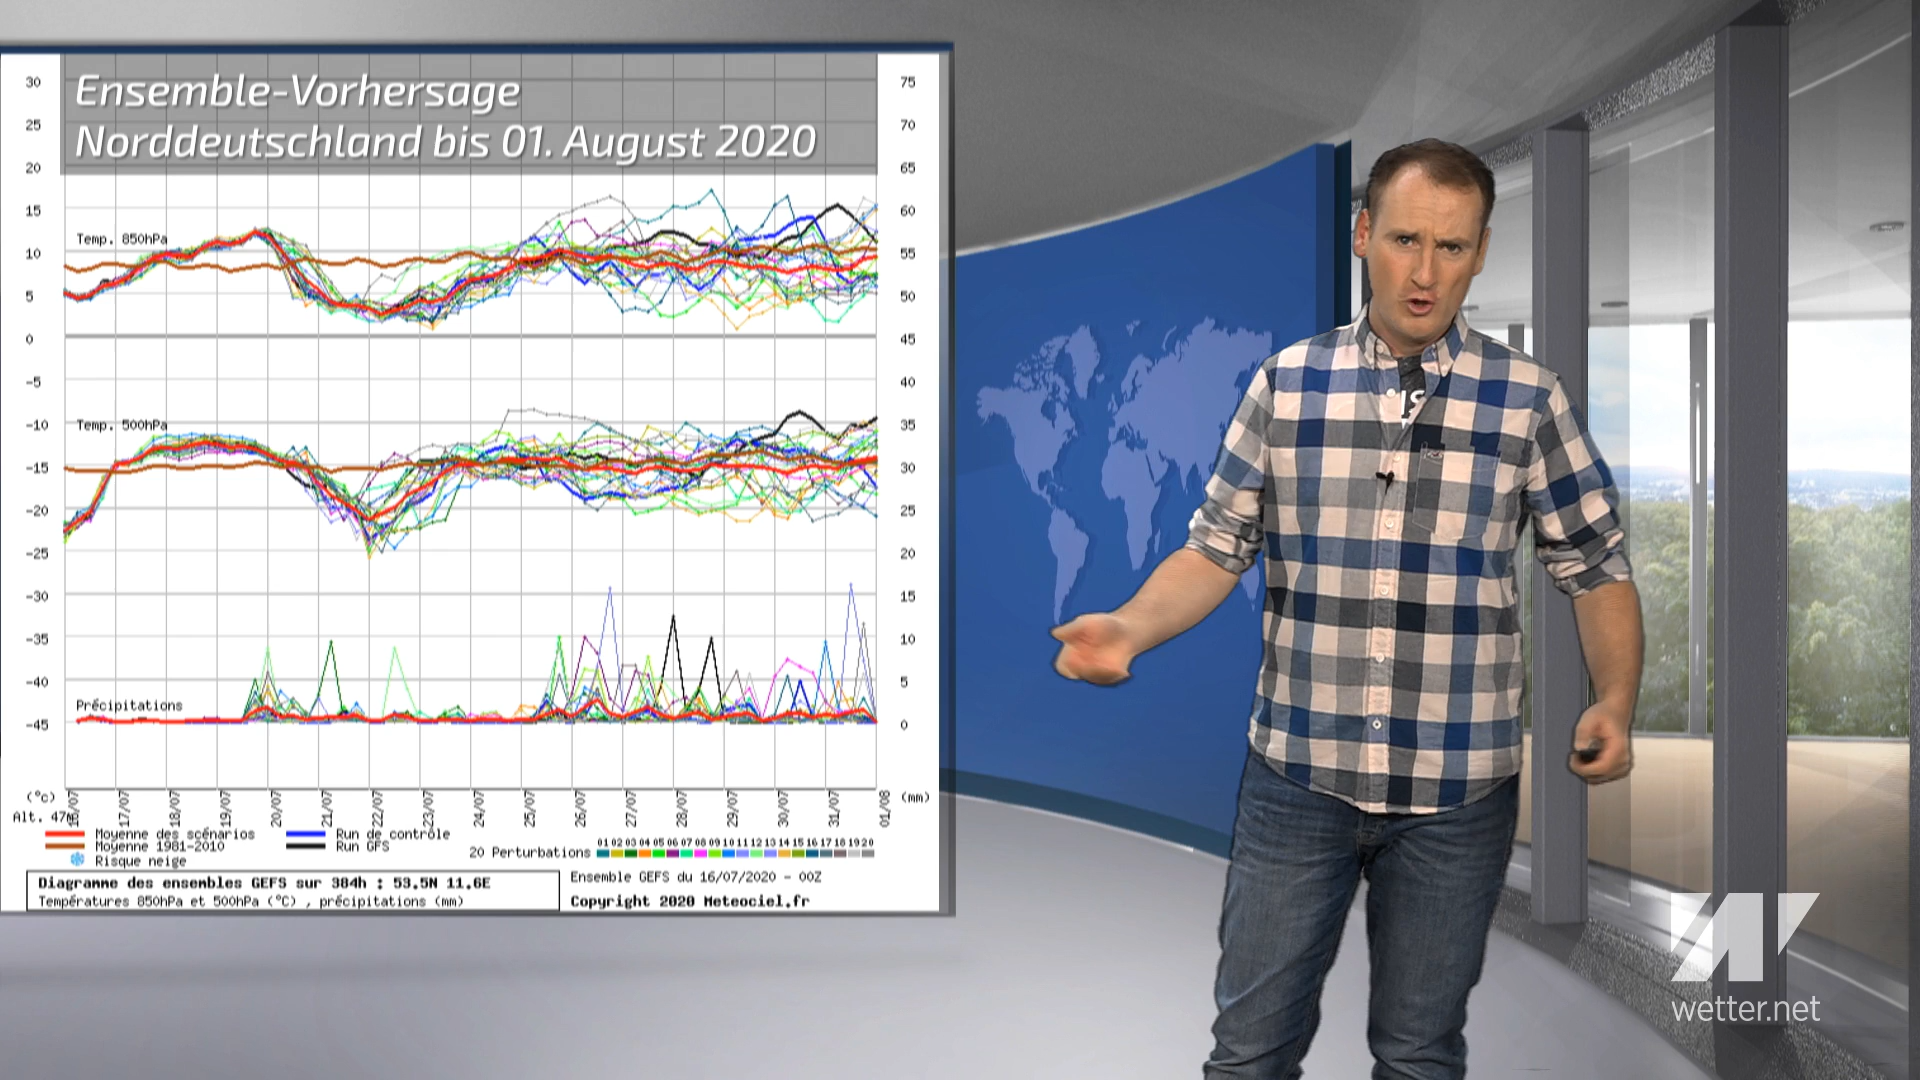 Ensemble-Vorhersage
Norddeutschland bis 01. August 2020
30 75
25 70
20 65
15 60
Temp. 850hPa
10 55
5 50
0 45
-5 40
-10 35
Temp. 500hPa
-15 30
-20 25
-25 20
-30 15
-35 10
-40 5
Précipitations
-45 0
(°c) (mm)
17/07 18/07 19/07 20/07 21/07 22/07 23/07 24/07 25/07 26/07 27/07 28/07 29/07 30/07 31/07 01/08
Alt. 47m
Moyenne des scénarios Run de contrôle
Moyenne 1981-2010 Run GFS
Risque neige
01 02 03 04 05 06 07 08 09 10 11 12 13 14 15 16 17 18 19 20
20 Perturbations
Diagramme des ensembles GEFS sur 384h : 53.5N 11.6E
Températures 850hPa et 500hPa (°C) , précipitations (mm)
Ensemble GEFS du 16/07/2020 - 00Z
Copyright 2020 Meteociel.fr
wetter.net